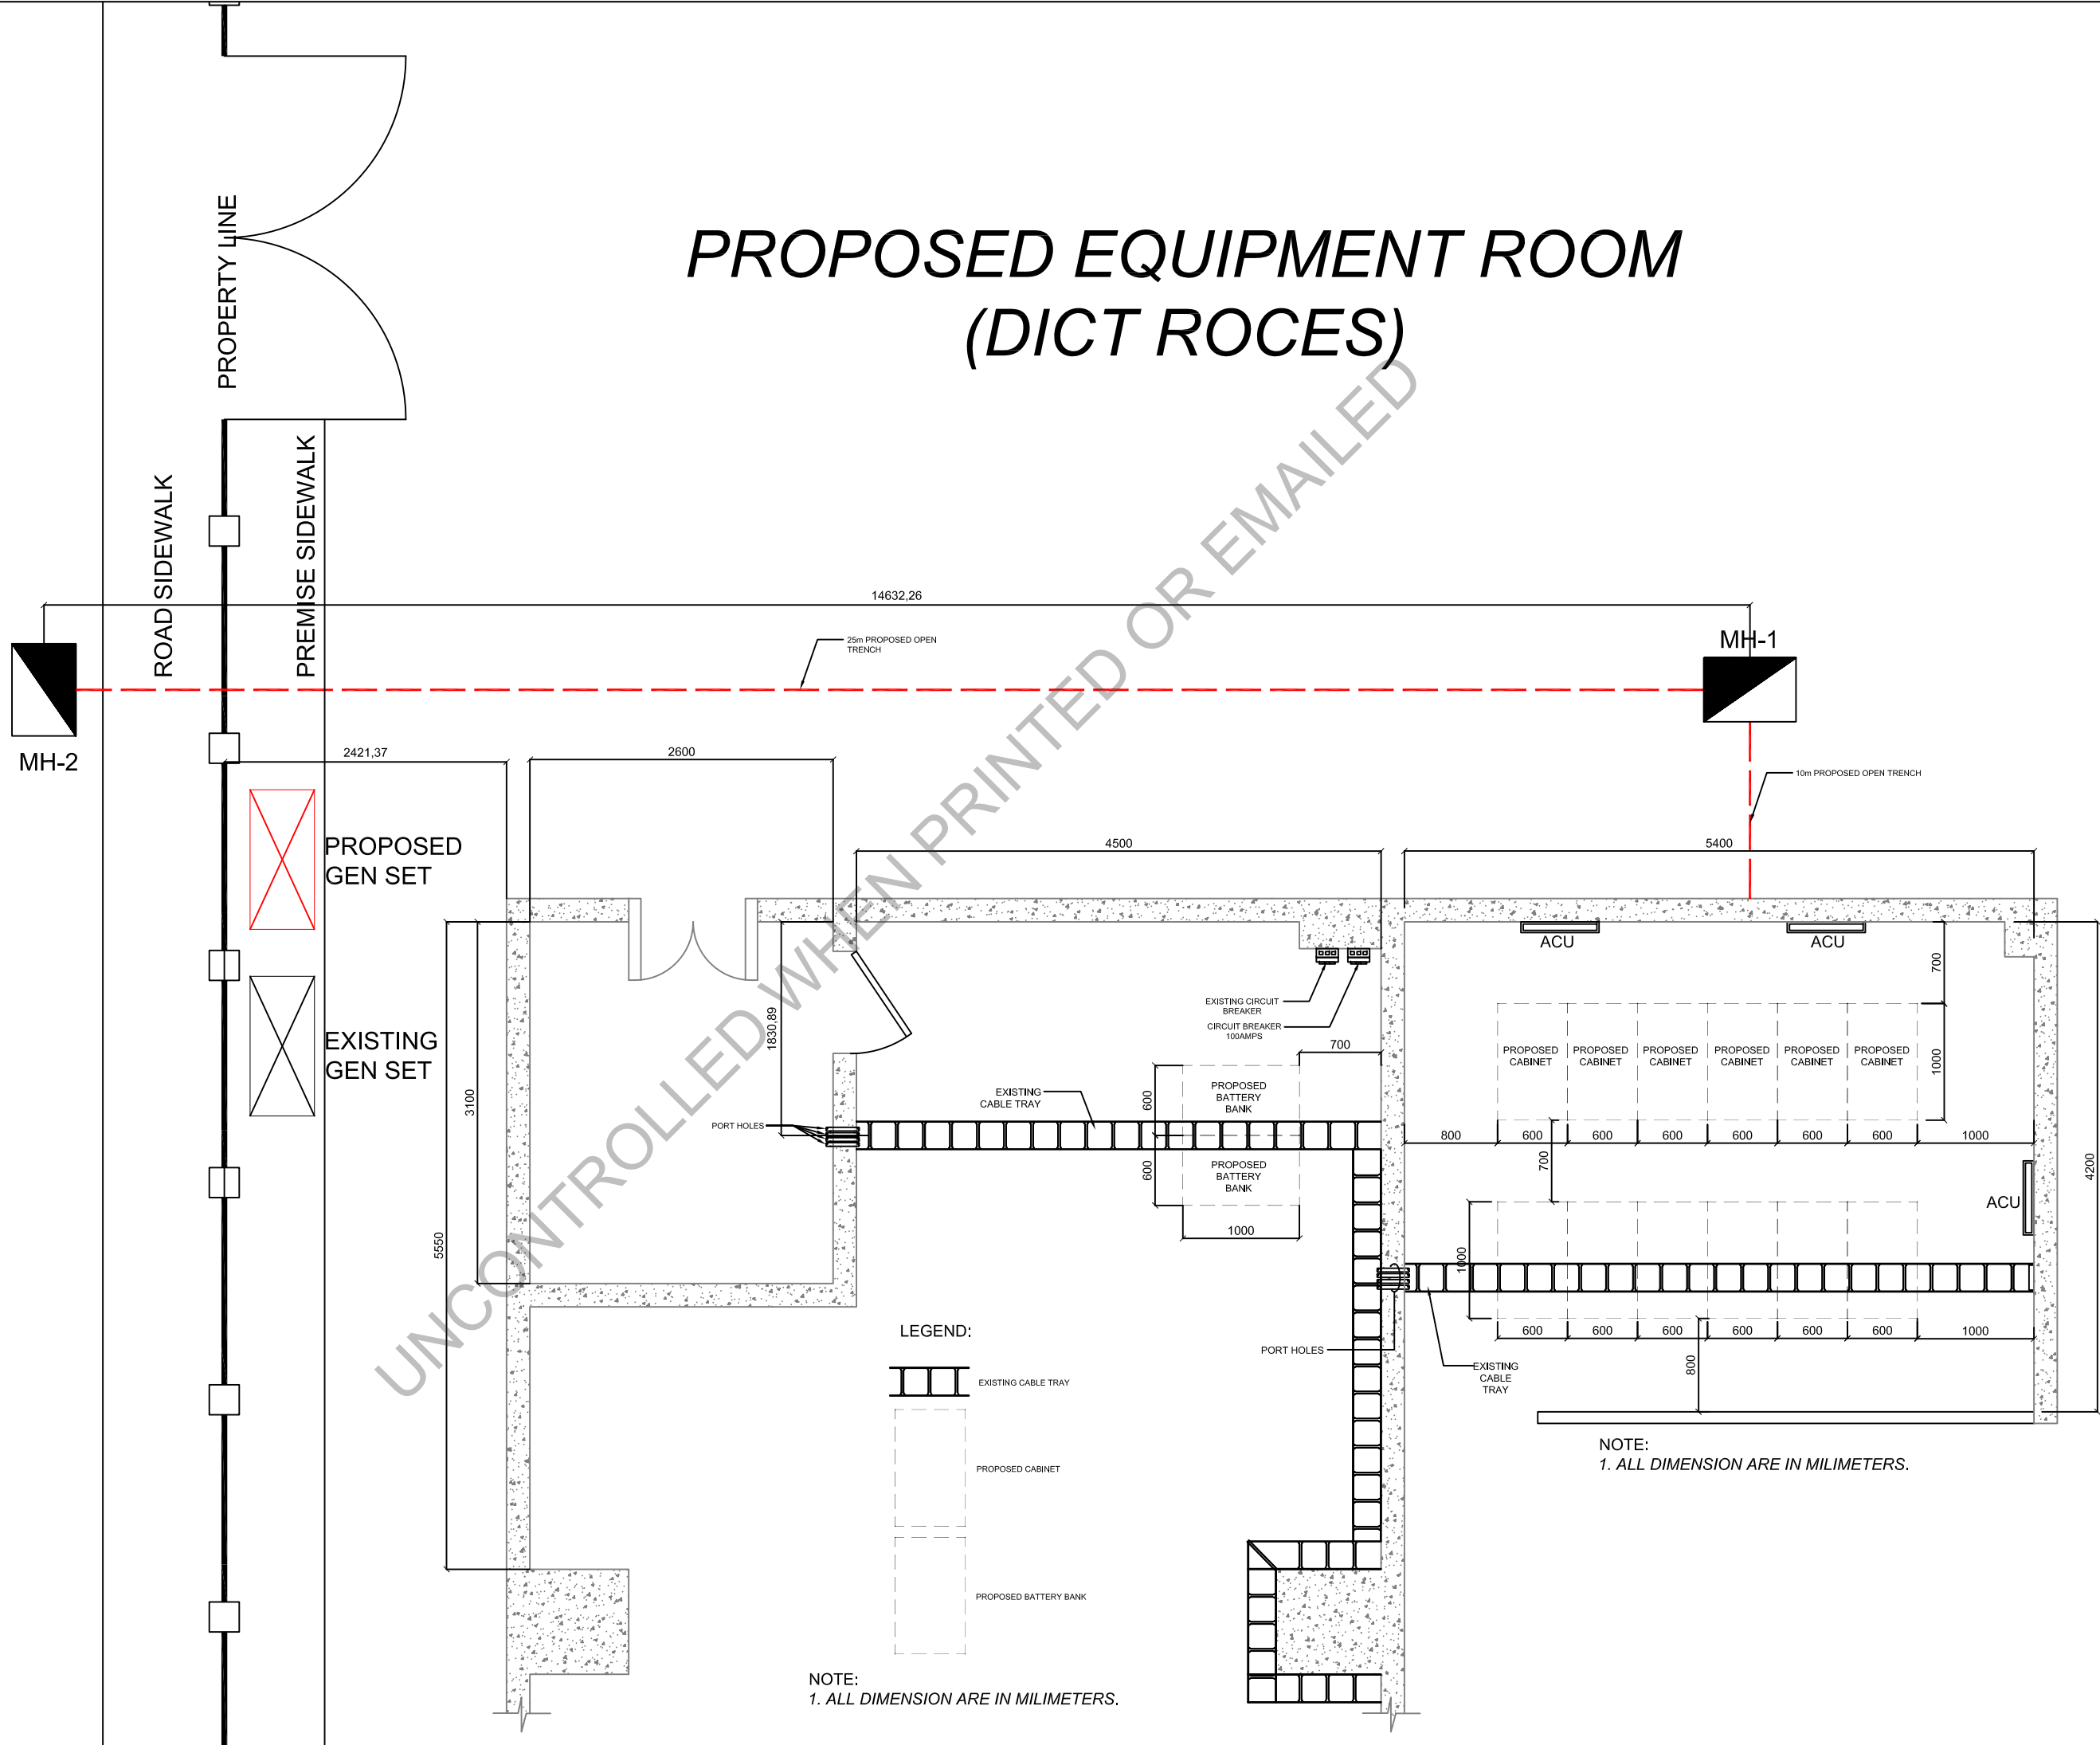 PROPOSED EQUIPMENT ROOM
(DICT ROCES)
PROPERTY LINE
ROAD SIDEWALK
PREMISE SIDEWALK
UNCONTROLLED WHEN PRINTED OR EMAILED
14632,26
25m PROPOSED OPEN
TRENCH
MH-1
MH-2
2421,37
2600
10m PROPOSED OPEN TRENCH
PROPOSED
GEN SET
4500
5400
EXISTING
GEN SET
ACU
ACU
700
1000
EXISTING CIRCUIT
BREAKER
CIRCUIT BREAKER
100AMPS
700
1830,89
3100
5550
EXISTING
CABLE TRAY
PORT HOLES
600
600
PROPOSED
BATTERY
BANK
PROPOSED
BATTERY
BANK
1000
PROPOSED
CABINET
PROPOSED
CABINET
PROPOSED
CABINET
PROPOSED
CABINET
PROPOSED
CABINET
PROPOSED
CABINET
800 600 600 600 600 600 600 1000
700
4200
ACU
1000
600 600 600 600 600 600 1000
800
PORT HOLES
EXISTING
CABLE
TRAY
LEGEND:
EXISTING CABLE TRAY
PROPOSED CABINET
PROPOSED BATTERY BANK
NOTE:
1. ALL DIMENSION ARE IN MILIMETERS.
NOTE:
1. ALL DIMENSION ARE IN MILIMETERS.